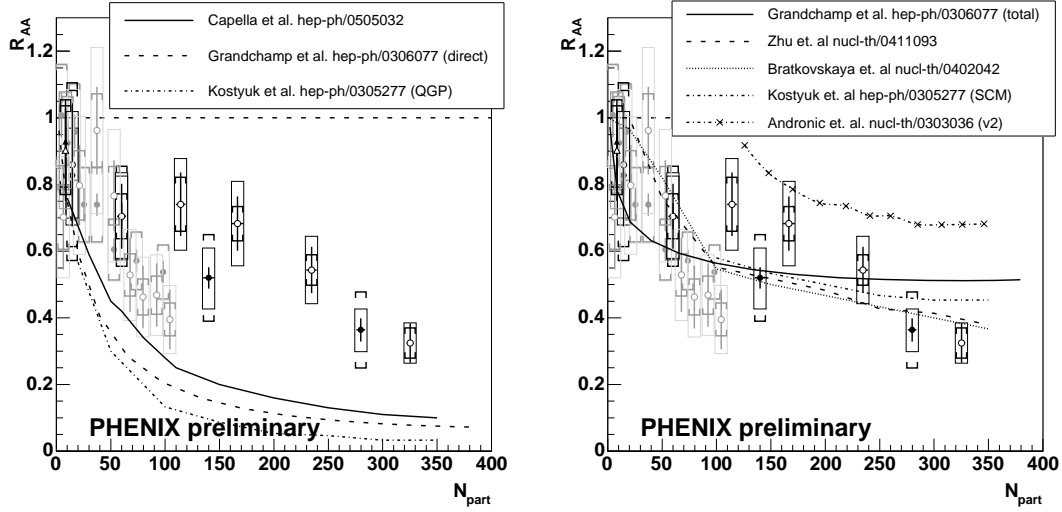 R_AA
Capella et al. hep-ph/0505032
Grandchamp et al. hep-ph/0306077 (direct)
Kostyuk et al. hep-ph/0305277 (QGP)
1.2
1
0.8
0.6
0.4
0.2
0
PHENIX preliminary
0 50 100 150 200 250 300 350 400
N_part
R_AA
Grandchamp et al. hep-ph/0306077 (total)
Zhu et. al nucl-th/0411093
Bratkovskaya et. al nucl-th/0402042
Kostyuk et. al hep-ph/0305277 (SCM)
Andronic et. al. nucl-th/0303036 (v2)
1.2
1
0.8
0.6
0.4
0.2
0
PHENIX preliminary
0 50 100 150 200 250 300 350 400
N_part